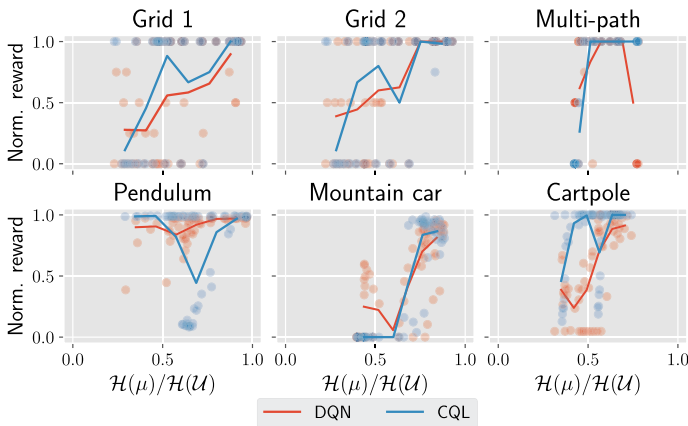 Grid 1 Grid 2 Multi-path
Norm. reward
1.0
0.5
0.0
Pendulum Mountain car Cartpole
Norm. reward
1.0
0.5
0.0
0.0 0.5 1.0 0.0 0.5 1.0 0.0 0.5 1.0
ℋ(μ)/ℋ(𝒰) ℋ(μ)/ℋ(𝒰) ℋ(μ)/ℋ(𝒰)
DQN CQL